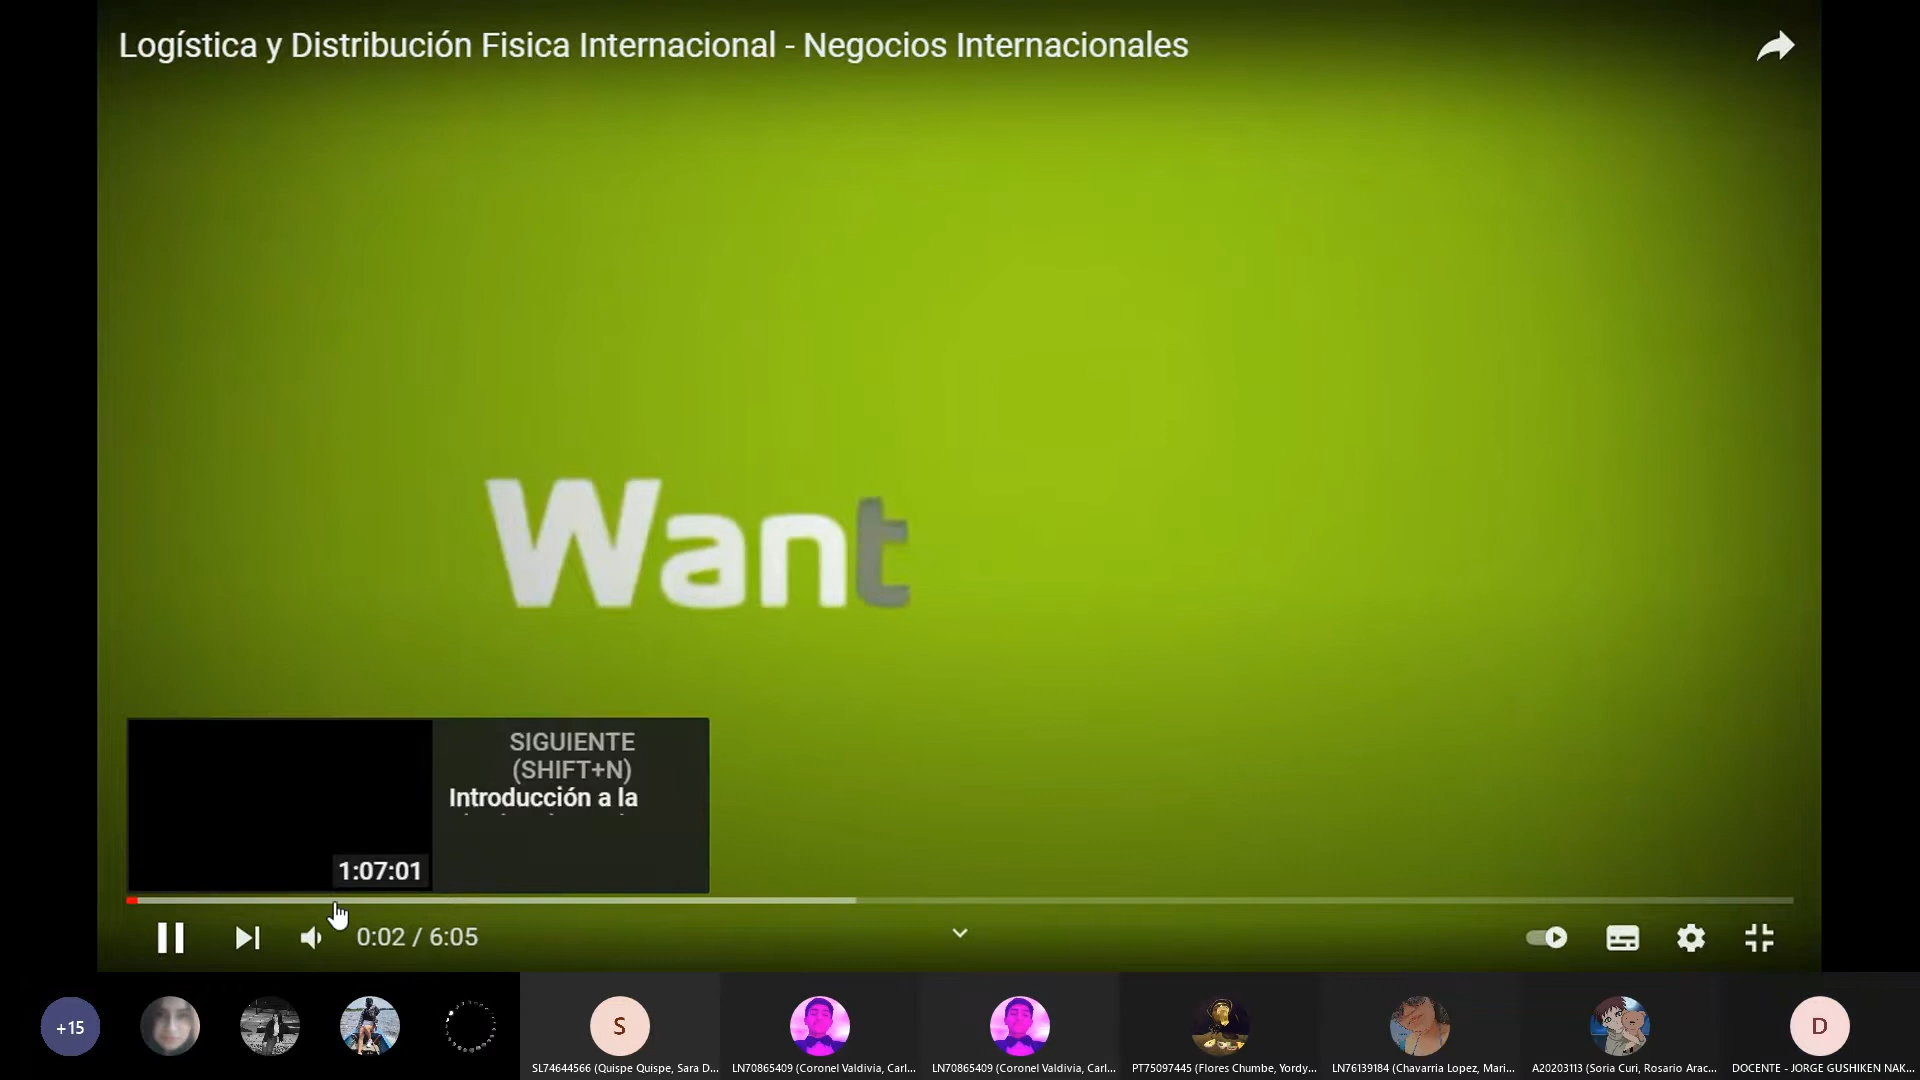 Logística y Distribución Fisica Internacional - Negocios Internacionales
Want
SIGUIENTE
(SHIFT+N)
Introducción a la
1:07:01
0:02 / 6:05
+15
S
D
SL74644566 (Quispe Quispe, Sara D...
LN70865409 (Coronel Valdivia, Carl...
LN70865409 (Coronel Valdivia, Carl...
PT75097445 (Flores Chumbe, Yordy...
LN76139184 (Chavarria Lopez, Mari...
A20203113 (Soria Curi, Rosario Arac...
DOCENTE - JORGE GUSHIKEN NAK...